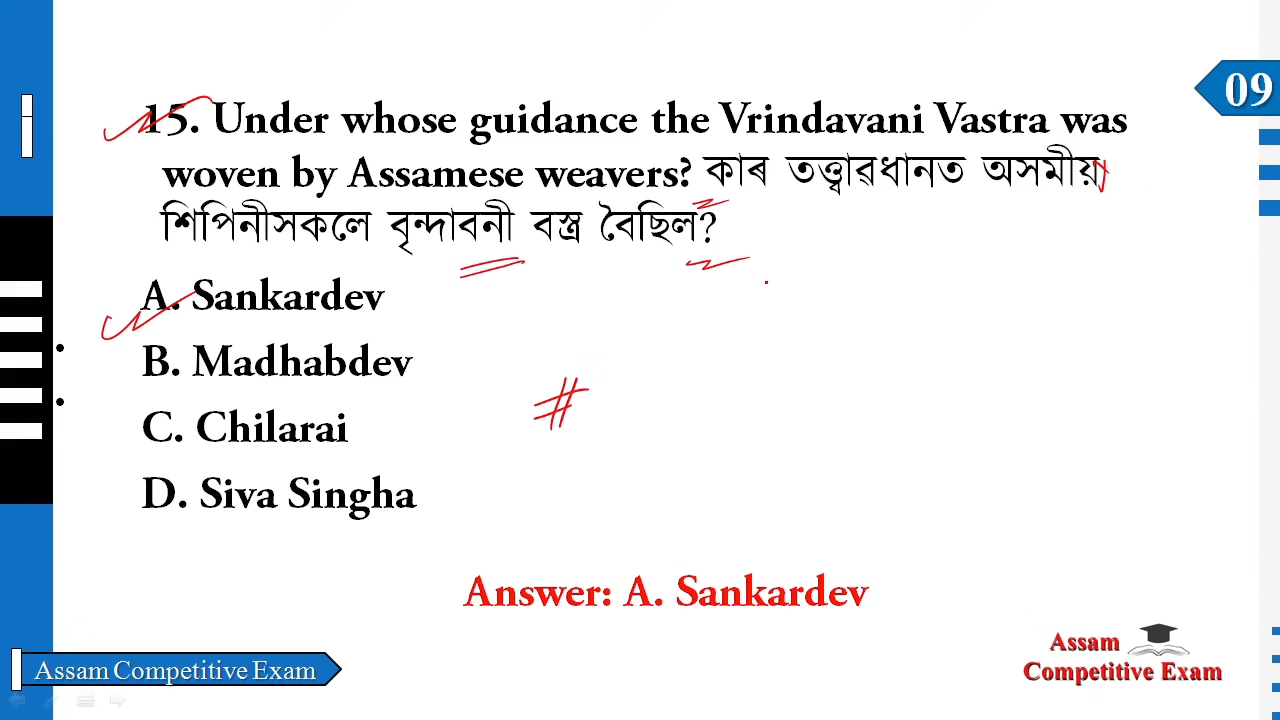 09
15. Under whose guidance the Vrindavani Vastra was
woven by Assamese weavers? কাৰ তত্ত্বাৱধানত অসমীয়া
শিপিনীসকলে বৃন্দাবনী বস্ত্ৰ বৈছিল?
A. Sankardev
B. Madhabdev
C. Chilarai
D. Siva Singha
#
Answer: A. Sankardev
Assam Competitive Exam
Assam
Competitive Exam